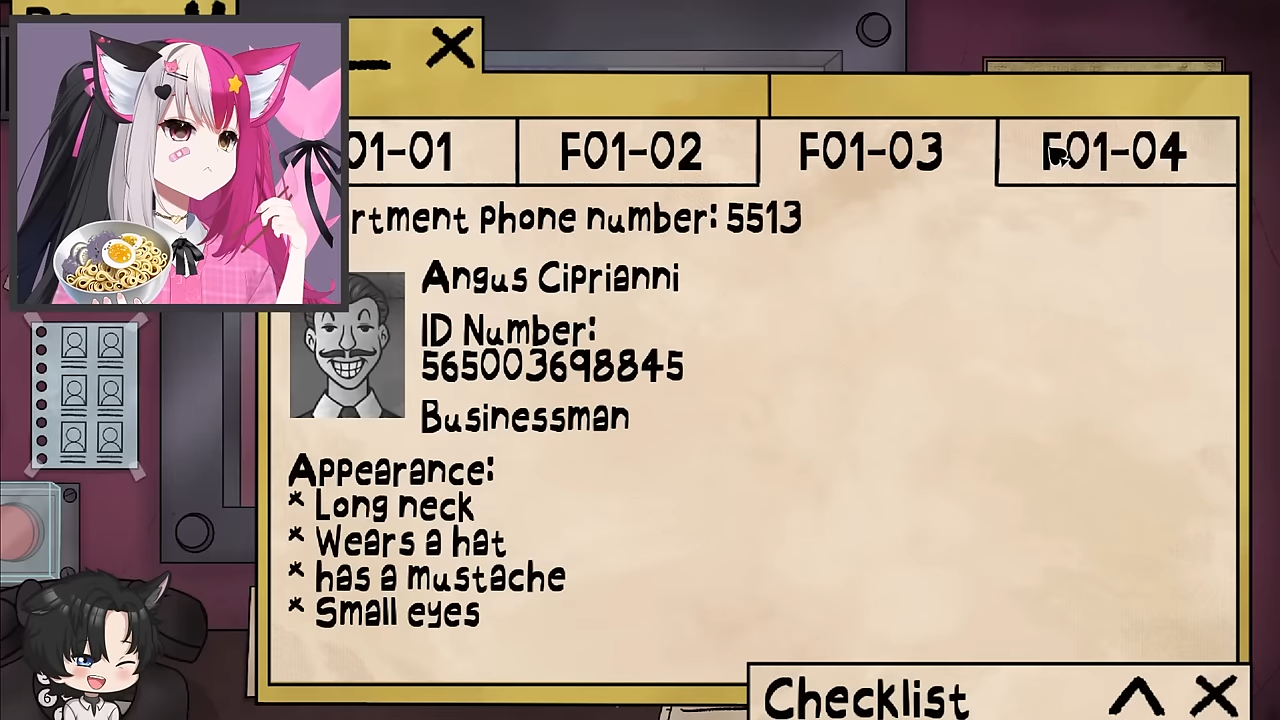 01-01
F01-02
F01-03
F01-04
rtment phone number: 5513
Angus Ciprianni
ID Number:
565003698845
Businessman
Appearance:
* Long neck
* Wears a hat
* has a mustache
* Small eyes
Checklist